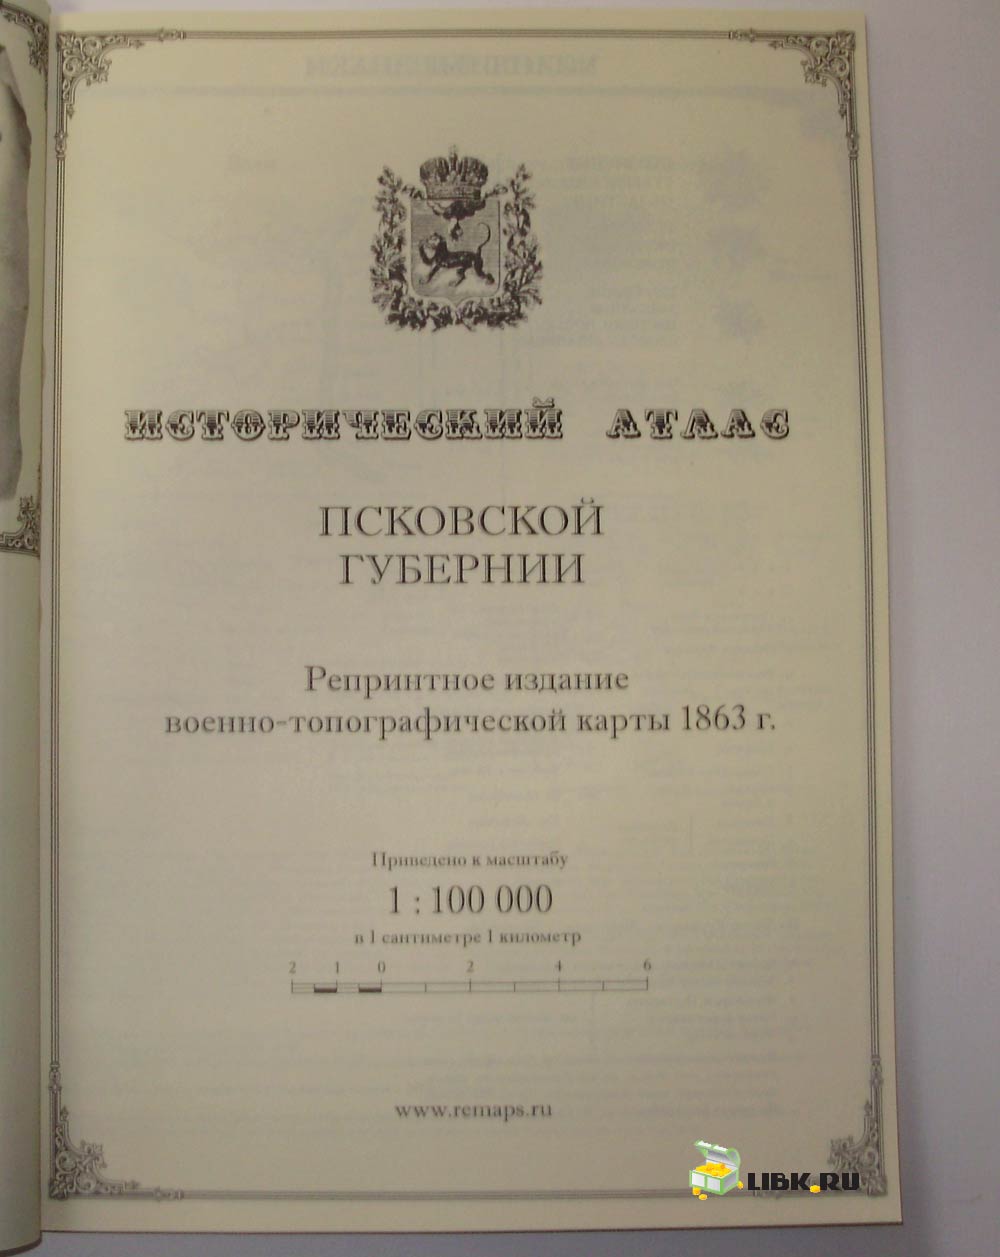 ИСТОРИЧЕСКИЙ АТЛАС
ПСКОВСКОЙ
ГУБЕРНИИ
Репринтное издание
военно-топографической карты 1863 г.
Приведено к масштабу
1 : 100 000
в 1 сантиметре 1 километр
2 1 0 2 4 6
www.remaps.ru
LIBK.RU